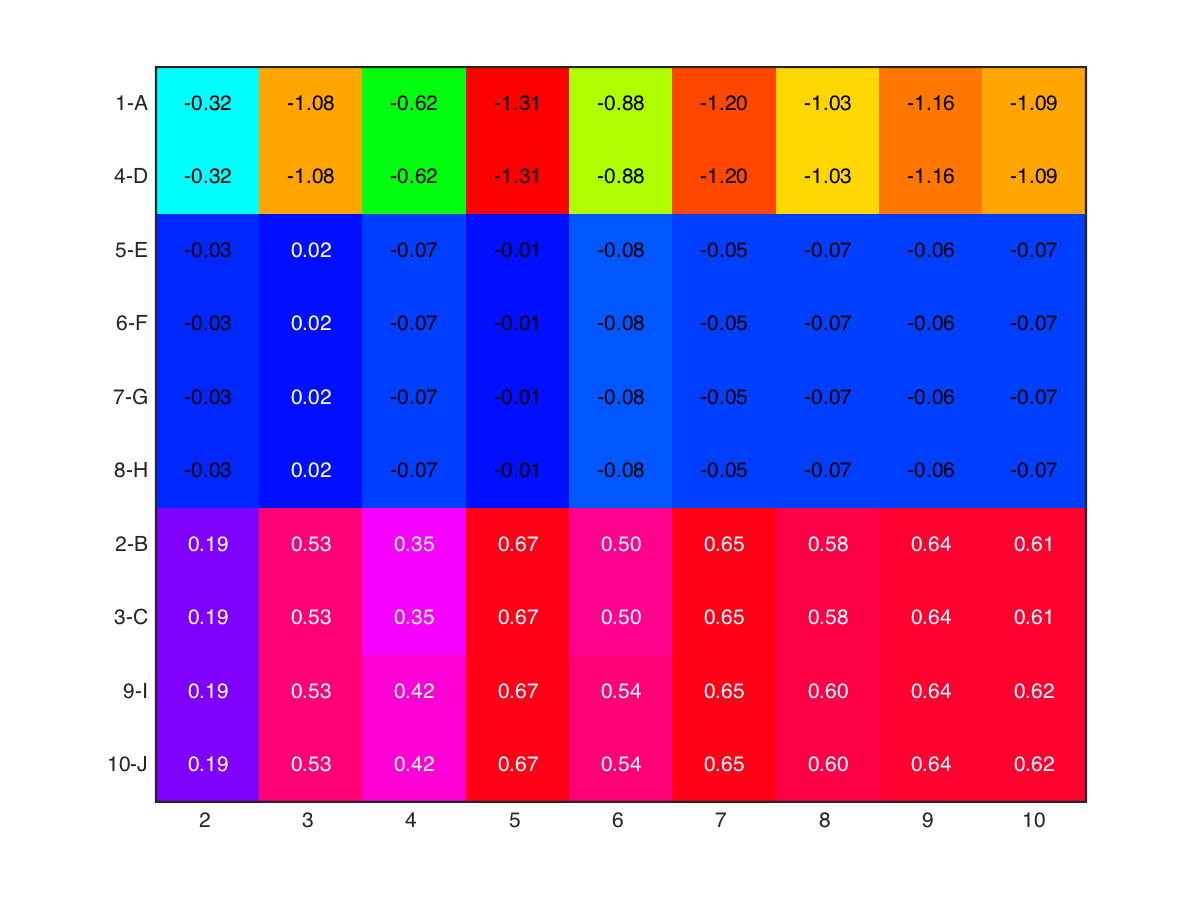 1-A -0.32 -1.08 -0.62 -1.31 -0.88 -1.20 -1.03 -1.16 -1.09
4-D -0.32 -1.08 -0.62 -1.31 -0.88 -1.20 -1.03 -1.16 -1.09
5-E -0.03 0.02 -0.07 -0.01 -0.08 -0.05 -0.07 -0.06 -0.07
6-F -0.03 0.02 -0.07 -0.01 -0.08 -0.05 -0.07 -0.06 -0.07
7-G -0.03 0.02 -0.07 -0.01 -0.08 -0.05 -0.07 -0.06 -0.07
8-H -0.03 0.02 -0.07 -0.01 -0.08 -0.05 -0.07 -0.06 -0.07
2-B 0.19 0.53 0.35 0.67 0.50 0.65 0.58 0.64 0.61
3-C 0.19 0.53 0.35 0.67 0.50 0.65 0.58 0.64 0.61
9-I 0.19 0.53 0.42 0.67 0.54 0.65 0.60 0.64 0.62
10-J 0.19 0.53 0.42 0.67 0.54 0.65 0.60 0.64 0.62
2 3 4 5 6 7 8 9 10